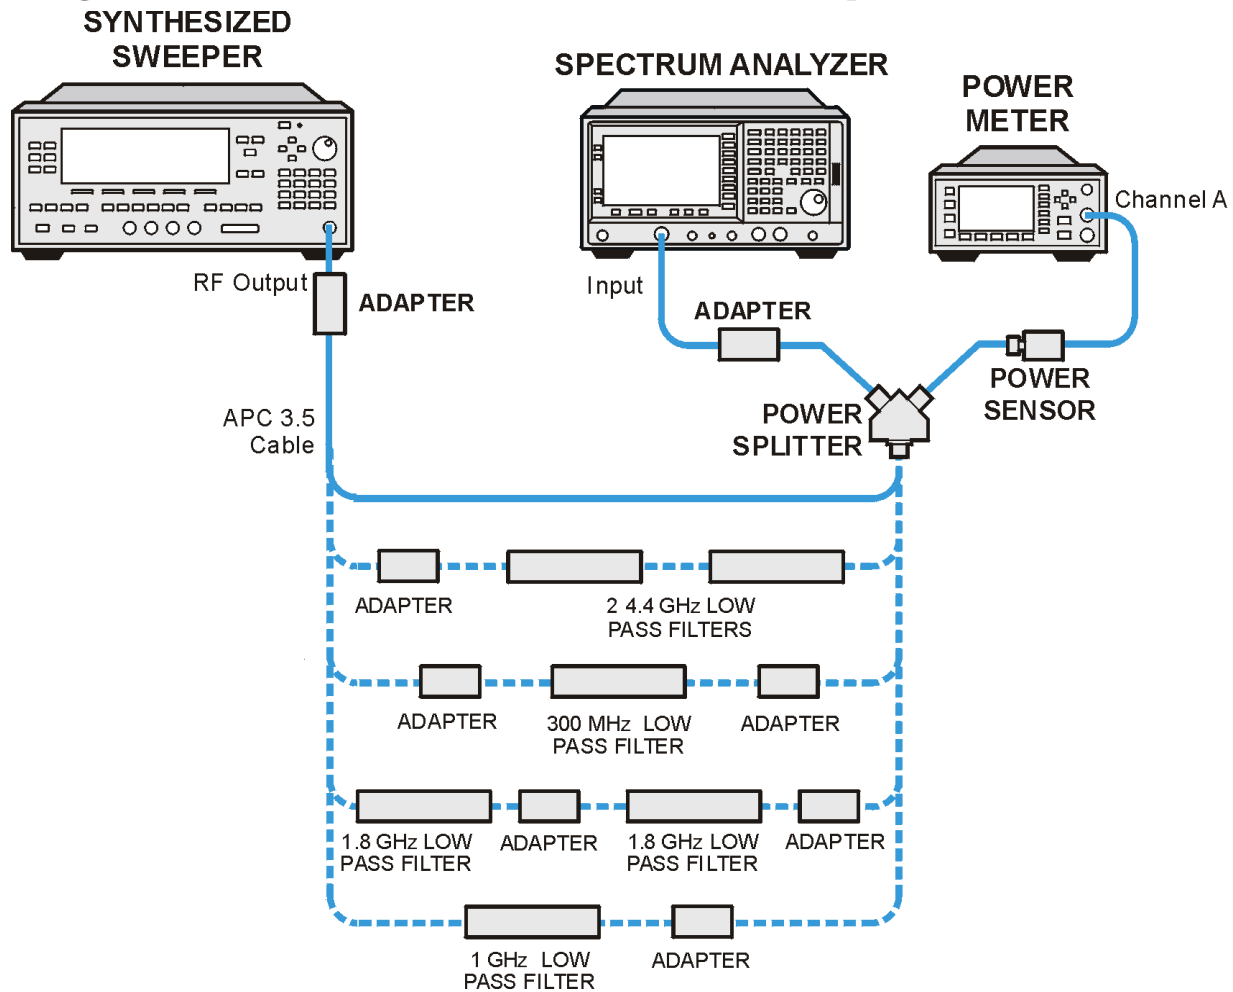 SYNTHESIZED
SWEEPER
SPECTRUM ANALYZER
POWER
METER
Channel A
RF Output
ADAPTER
Input
ADAPTER
POWER
SENSOR
APC 3.5
Cable
POWER
SPLITTER
ADAPTER
2 4.4 GHz LOW
PASS FILTERS
ADAPTER
300 MHz LOW
PASS FILTER
ADAPTER
1.8 GHz LOW
PASS FILTER
ADAPTER
1.8 GHz LOW
PASS FILTER
ADAPTER
1 GHz LOW
PASS FILTER
ADAPTER